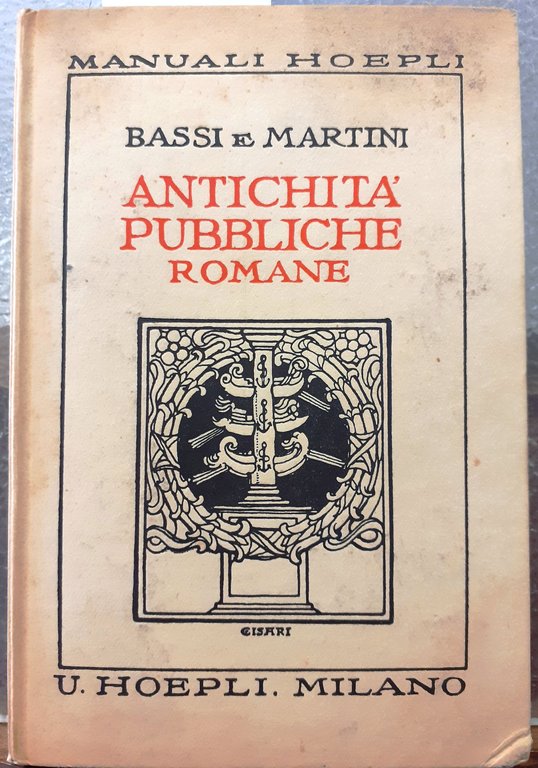 MANUALI HOEPLI
BASSI E MARTINI
ANTICHITA'
PUBBLICHE
ROMANE
CISARI
U. HOEPLI. MILANO